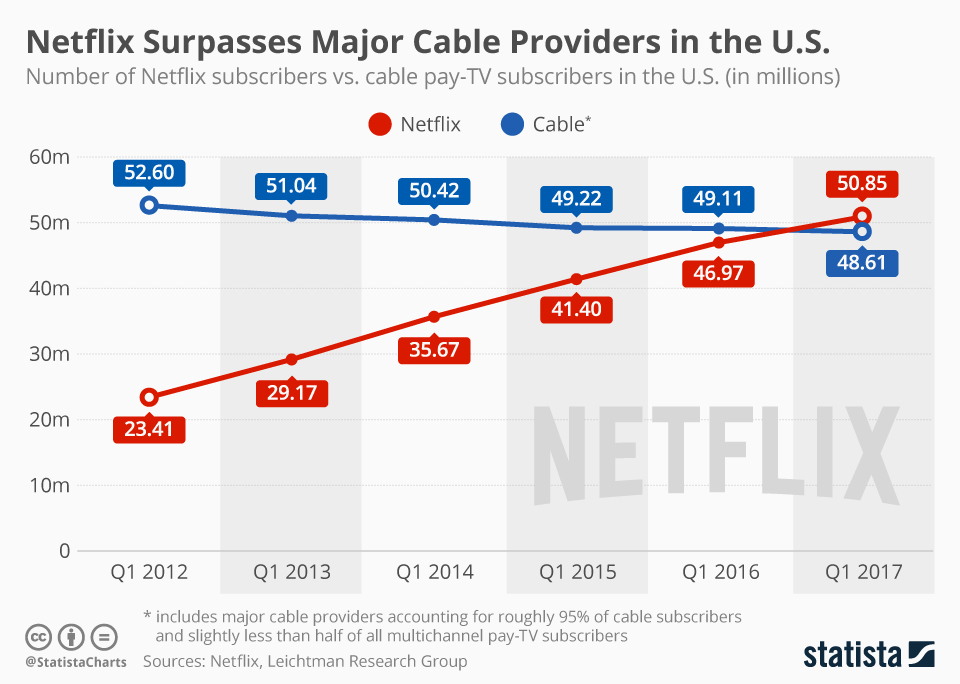 Netflix Surpasses Major Cable Providers in the U.S.
Number of Netflix subscribers vs. cable pay-TV subscribers in the U.S. (in millions)
Netflix Cable*
60m
50m
40m
30m
20m
10m
0
52.60 51.04 50.42 49.22 49.11 50.85
23.41 29.17 35.67 41.40 46.97 48.61
NETFLIX
Q1 2012 Q1 2013 Q1 2014 Q1 2015 Q1 2016 Q1 2017
* includes major cable providers accounting for roughly 95% of cable subscribers
and slightly less than half of all multichannel pay-TV subscribers
cc
@StatistaCharts Sources: Netflix, Leichtman Research Group
statista